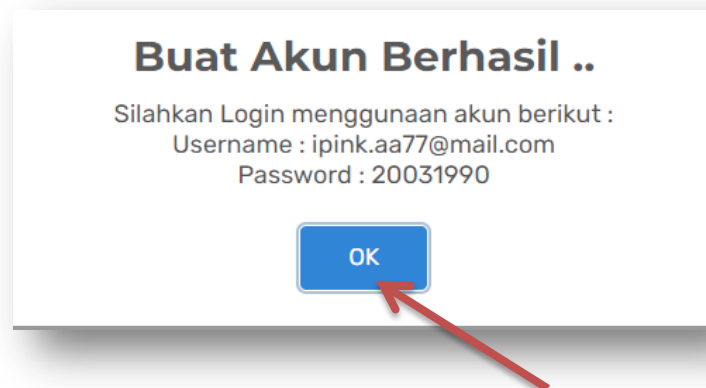 Buat Akun Berhasil ..
Silahkan Login menggunaan akun berikut :
Username : ipink.aa77@mail.com
Password : 20031990
OK